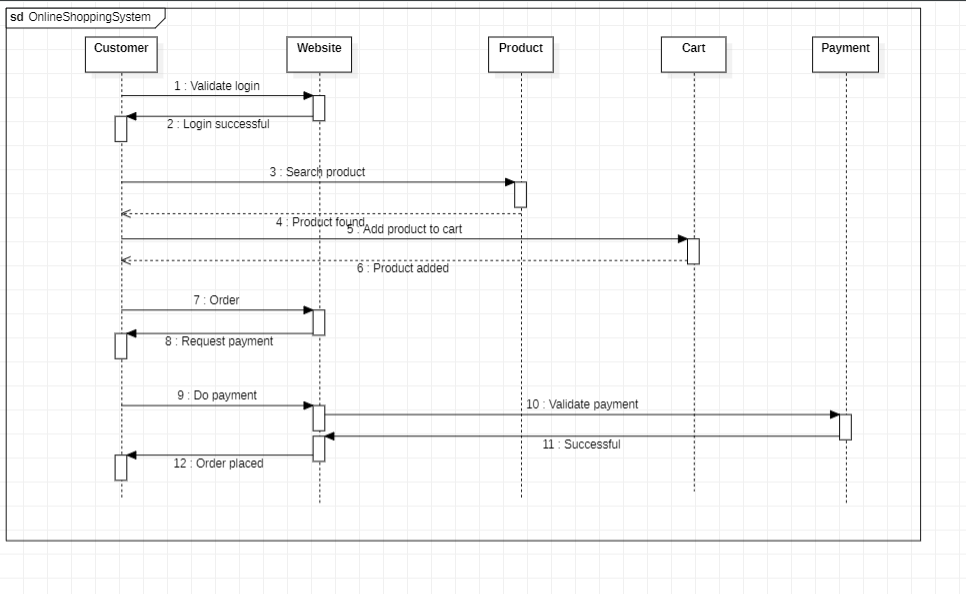 sd OnlineShoppingSystem
Customer Website Product Cart Payment
1 : Validate login
2 : Login successful
3 : Search product
4 : Product found
5 : Add product to cart
6 : Product added
7 : Order
8 : Request payment
9 : Do payment
10 : Validate payment
11 : Successful
12 : Order placed